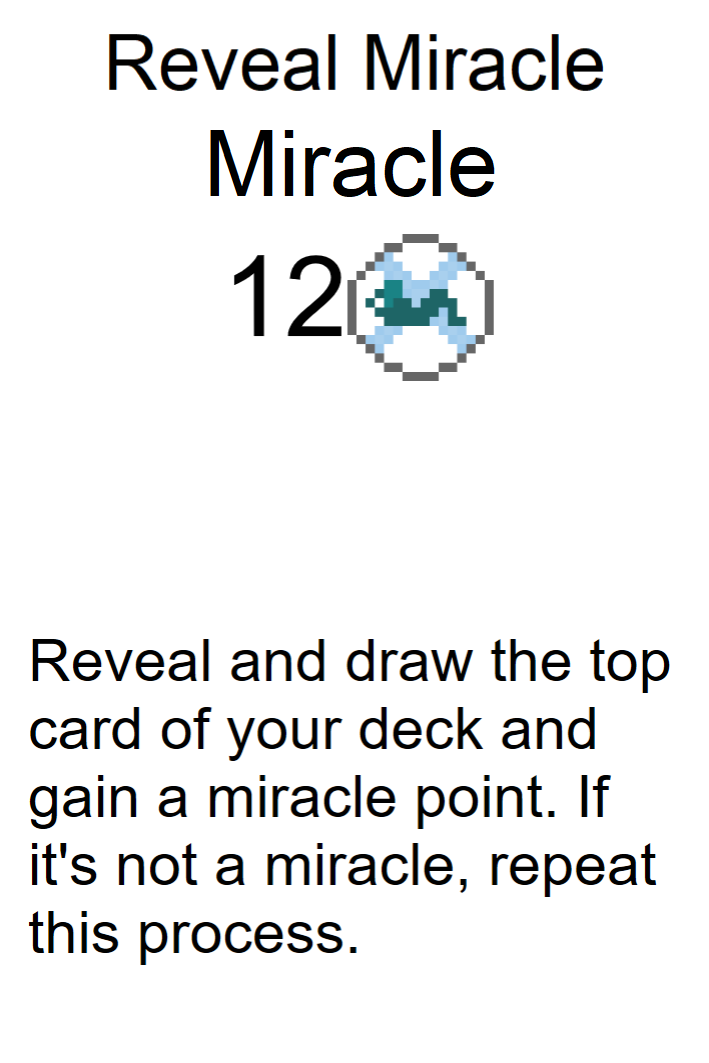 Reveal Miracle
Miracle
12
Reveal and draw the top
card of your deck and
gain a miracle point. If
it's not a miracle, repeat
this process.